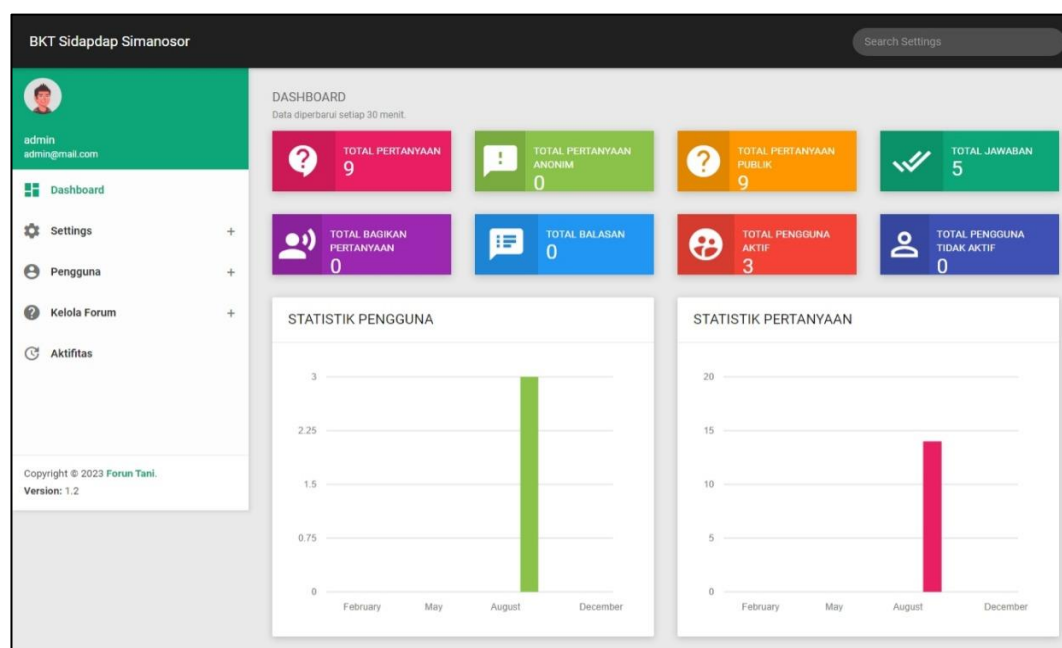 BKT Sidapdap Simanosor
Search Settings
admin
admin@mail.com
Dashboard
Settings +
Pengguna +
Kelola Forum +
Aktifitas
Copyright © 2023 Forun Tani.
Version: 1.2
DASHBOARD
Data diperbarui setiap 30 menit.
TOTAL PERTANYAAN
9
TOTAL PERTANYAAN
ANONIM
0
TOTAL PERTANYAAN
PUBLIK
9
TOTAL JAWABAN
5
TOTAL BAGIKAN
PERTANYAAN
0
TOTAL BALASAN
0
TOTAL PENGGUNA
AKTIF
3
TOTAL PENGGUNA
TIDAK AKTIF
0
STATISTIK PENGGUNA
3
2.25
1.5
0.75
0
February May August December
STATISTIK PERTANYAAN
20
15
10
5
0
February May August December